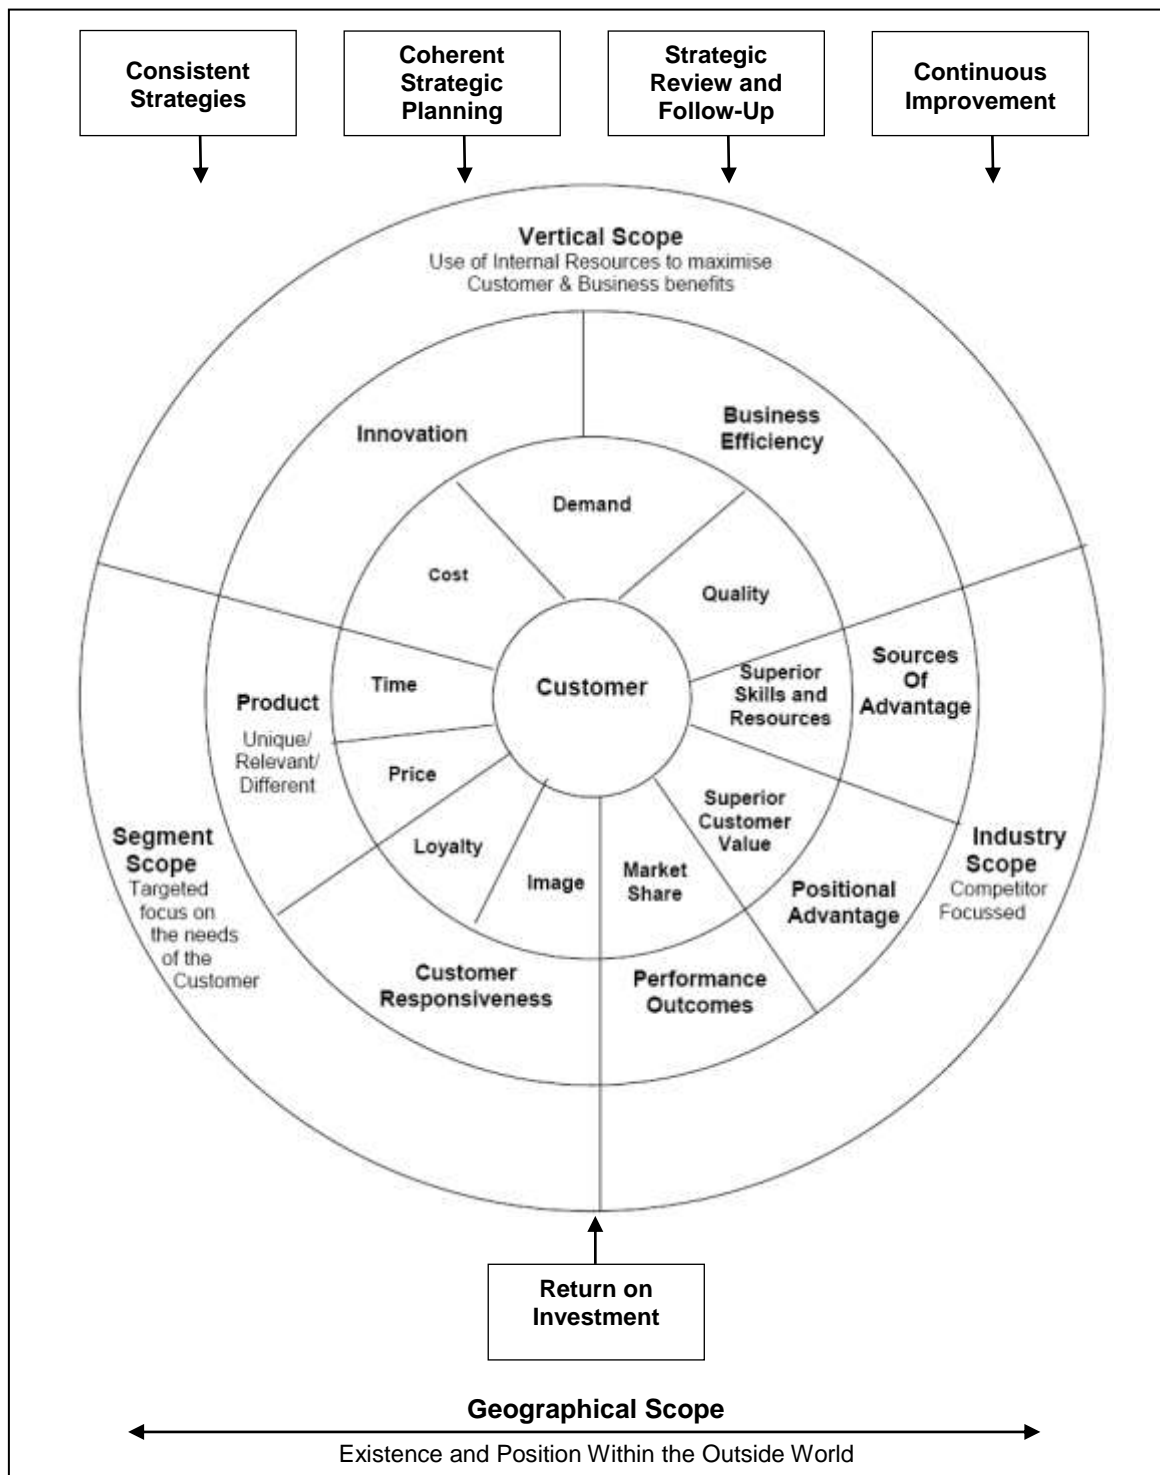 Consistent
Strategies
Coherent
Strategic
Planning
Strategic
Review and
Follow-Up
Continuous
Improvement
Vertical Scope
Use of Internal Resources to maximise
Customer & Business benefits
Innovation
Business
Efficiency
Demand
Cost
Quality
Customer
Time
Product
Unique/
Relevant/
Different
Price
Superior
Skills and
Resources
Sources
Of
Advantage
Segment
Scope
Targeted
focus on
the needs
of the
Customer
Loyalty
Image
Market
Share
Superior
Customer
Value
Positional
Advantage
Industry
Scope
Competitor
Focussed
Customer
Responsiveness
Performance
Outcomes
Return on
Investment
Geographical Scope
Existence and Position Within the Outside World